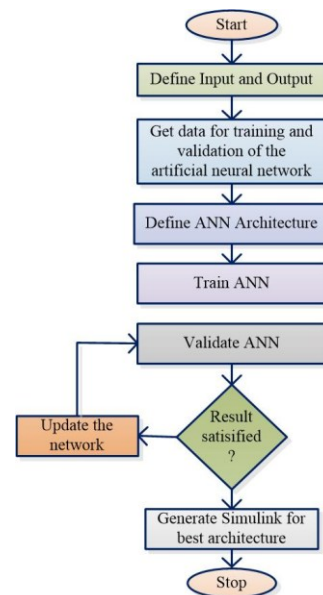 Start
Define Input and Output
Get data for training and
validation of the
artificial neural network
Define ANN Architecture
Train ANN
Validate ANN
Result
satisified
?
Update the
network
Generate Simulink for
best architecture
Stop